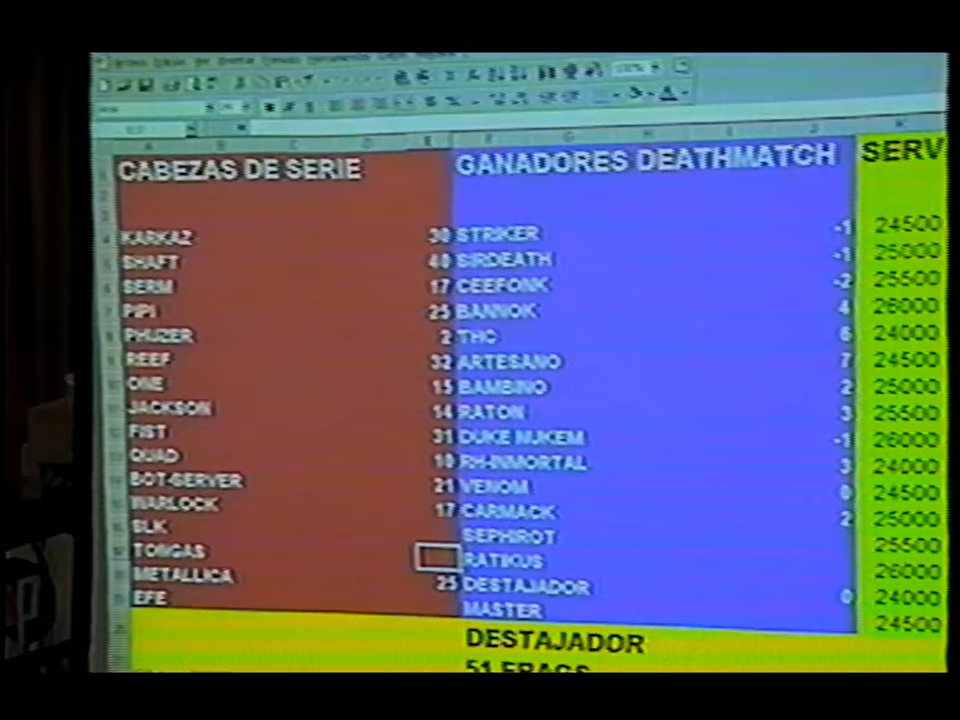 CABEZAS DE SERIE GANADORES DEATHMATCH SERV
KARKAZ 30 STRIKER -1 24500
SHAFT 40 SIRDEATH -1 25000
SERM 17 CEEFONK -2 25500
PIPI 25 BANNOK 4 26000
PHUZER 2 THC 6 24000
REEF 32 ARTESANO 7 24500
ONE 15 BAMBINO 2 25000
JACKSON 14 RATON 3 25500
FIST 31 DUKE NUKEM -1 26000
QUAD 10 RH-INMORTAL 3 24000
BOT-SERVER 21 VENOM 0 24500
WARLOCK 17 CARMACK 2 25000
SLK SEPHIROT 25500
TONGAS RATIKUS 26000
METALLICA 25 DESTAJADOR 0 24000
EFE MASTER 24500
DESTAJADOR
51 FRAGS